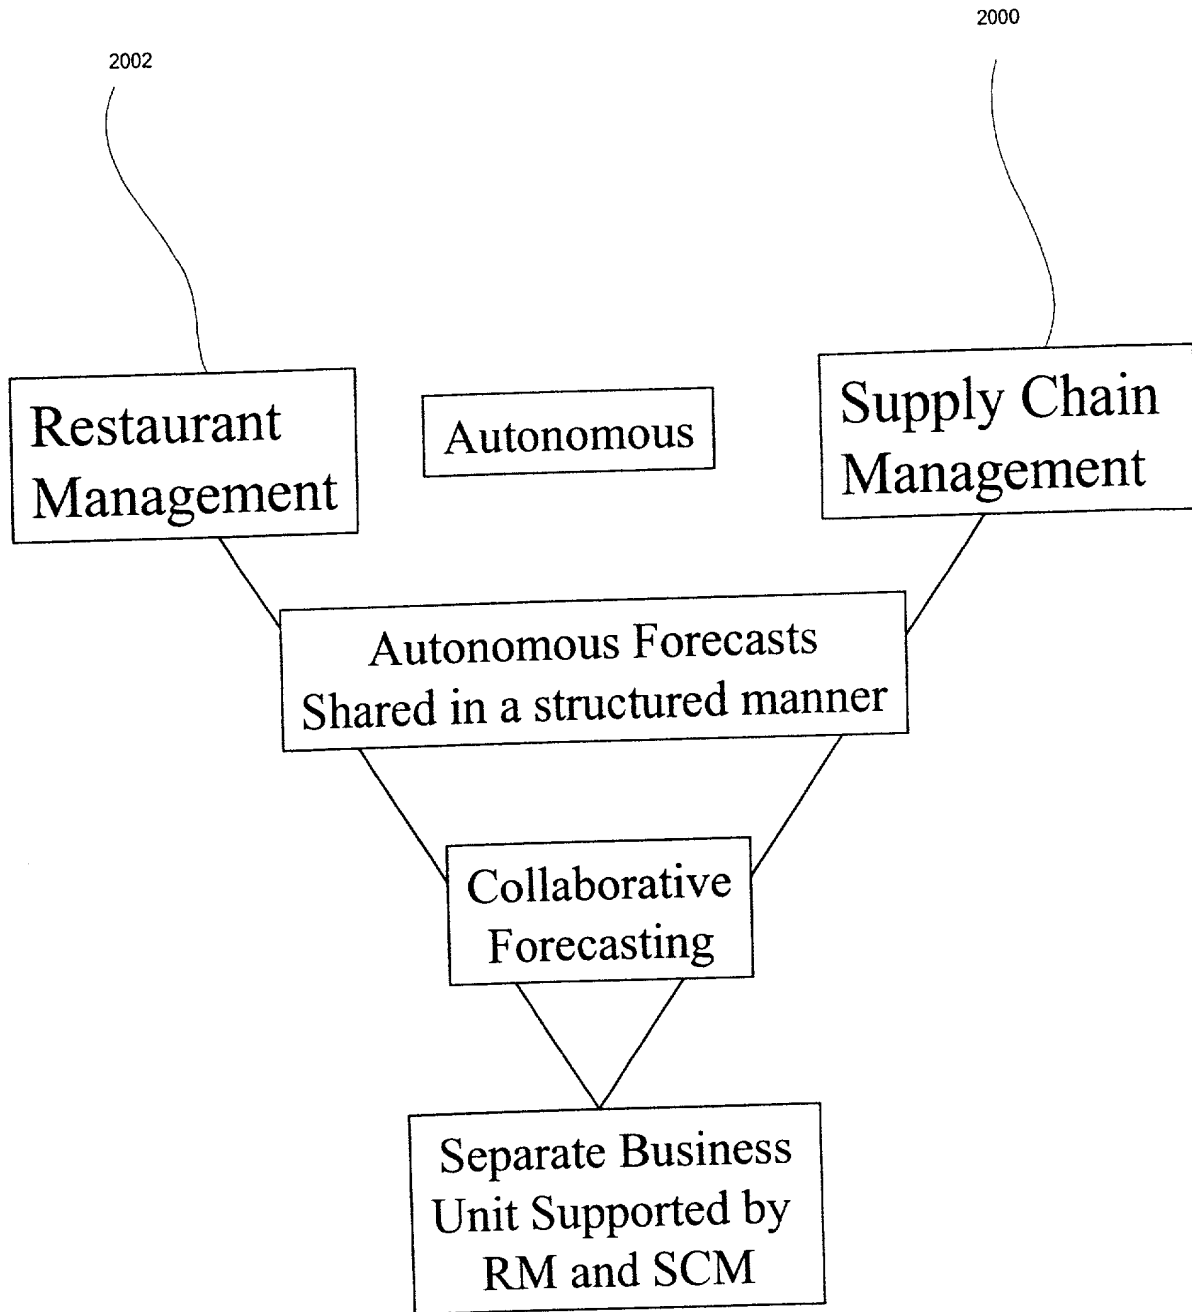 2000
2002
Restaurant
Management
Autonomous
Supply Chain
Management
Autonomous Forecasts
Shared in a structured manner
Collaborative
Forecasting
Separate Business
Unit Supported by
RM and SCM